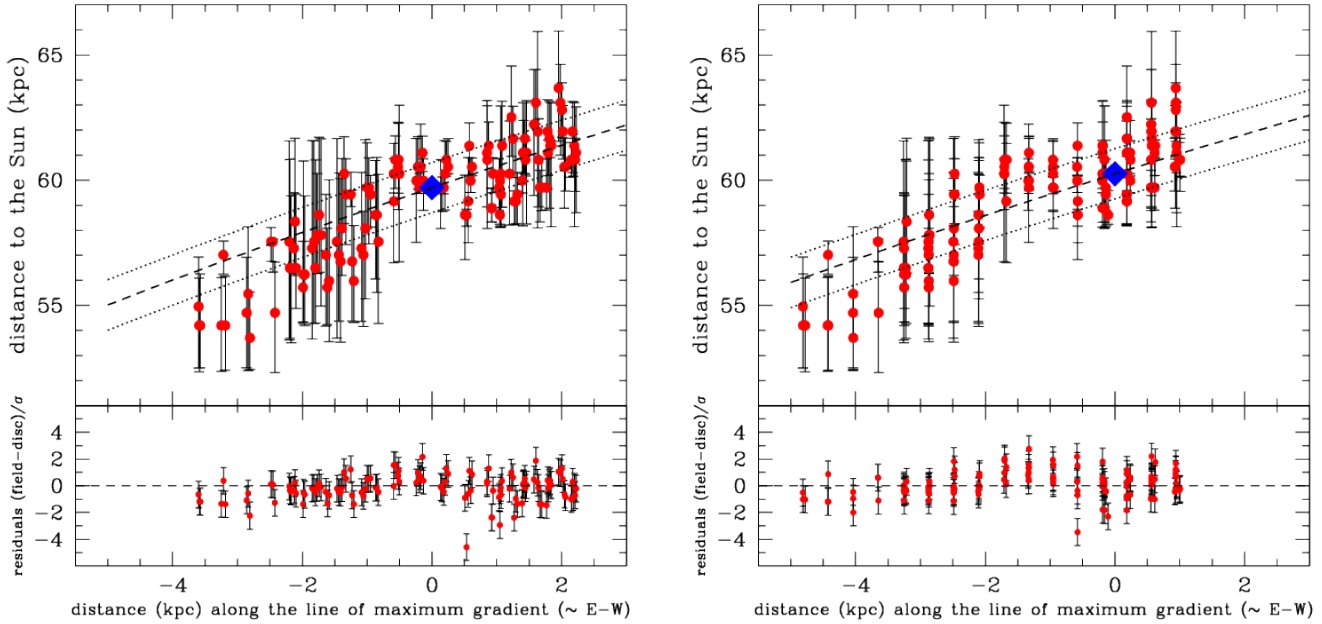 distance to the Sun (kpc)
65
60
55
residuals (field-disc)/σ
4
2
0
−2
−4
−4 −2 0 2
distance (kpc) along the line of maximum gradient (~ E-W)
distance to the Sun (kpc)
65
60
55
residuals (field-disc)/σ
4
2
0
−2
−4
−4 −2 0 2
distance (kpc) along the line of maximum gradient (~ E-W)